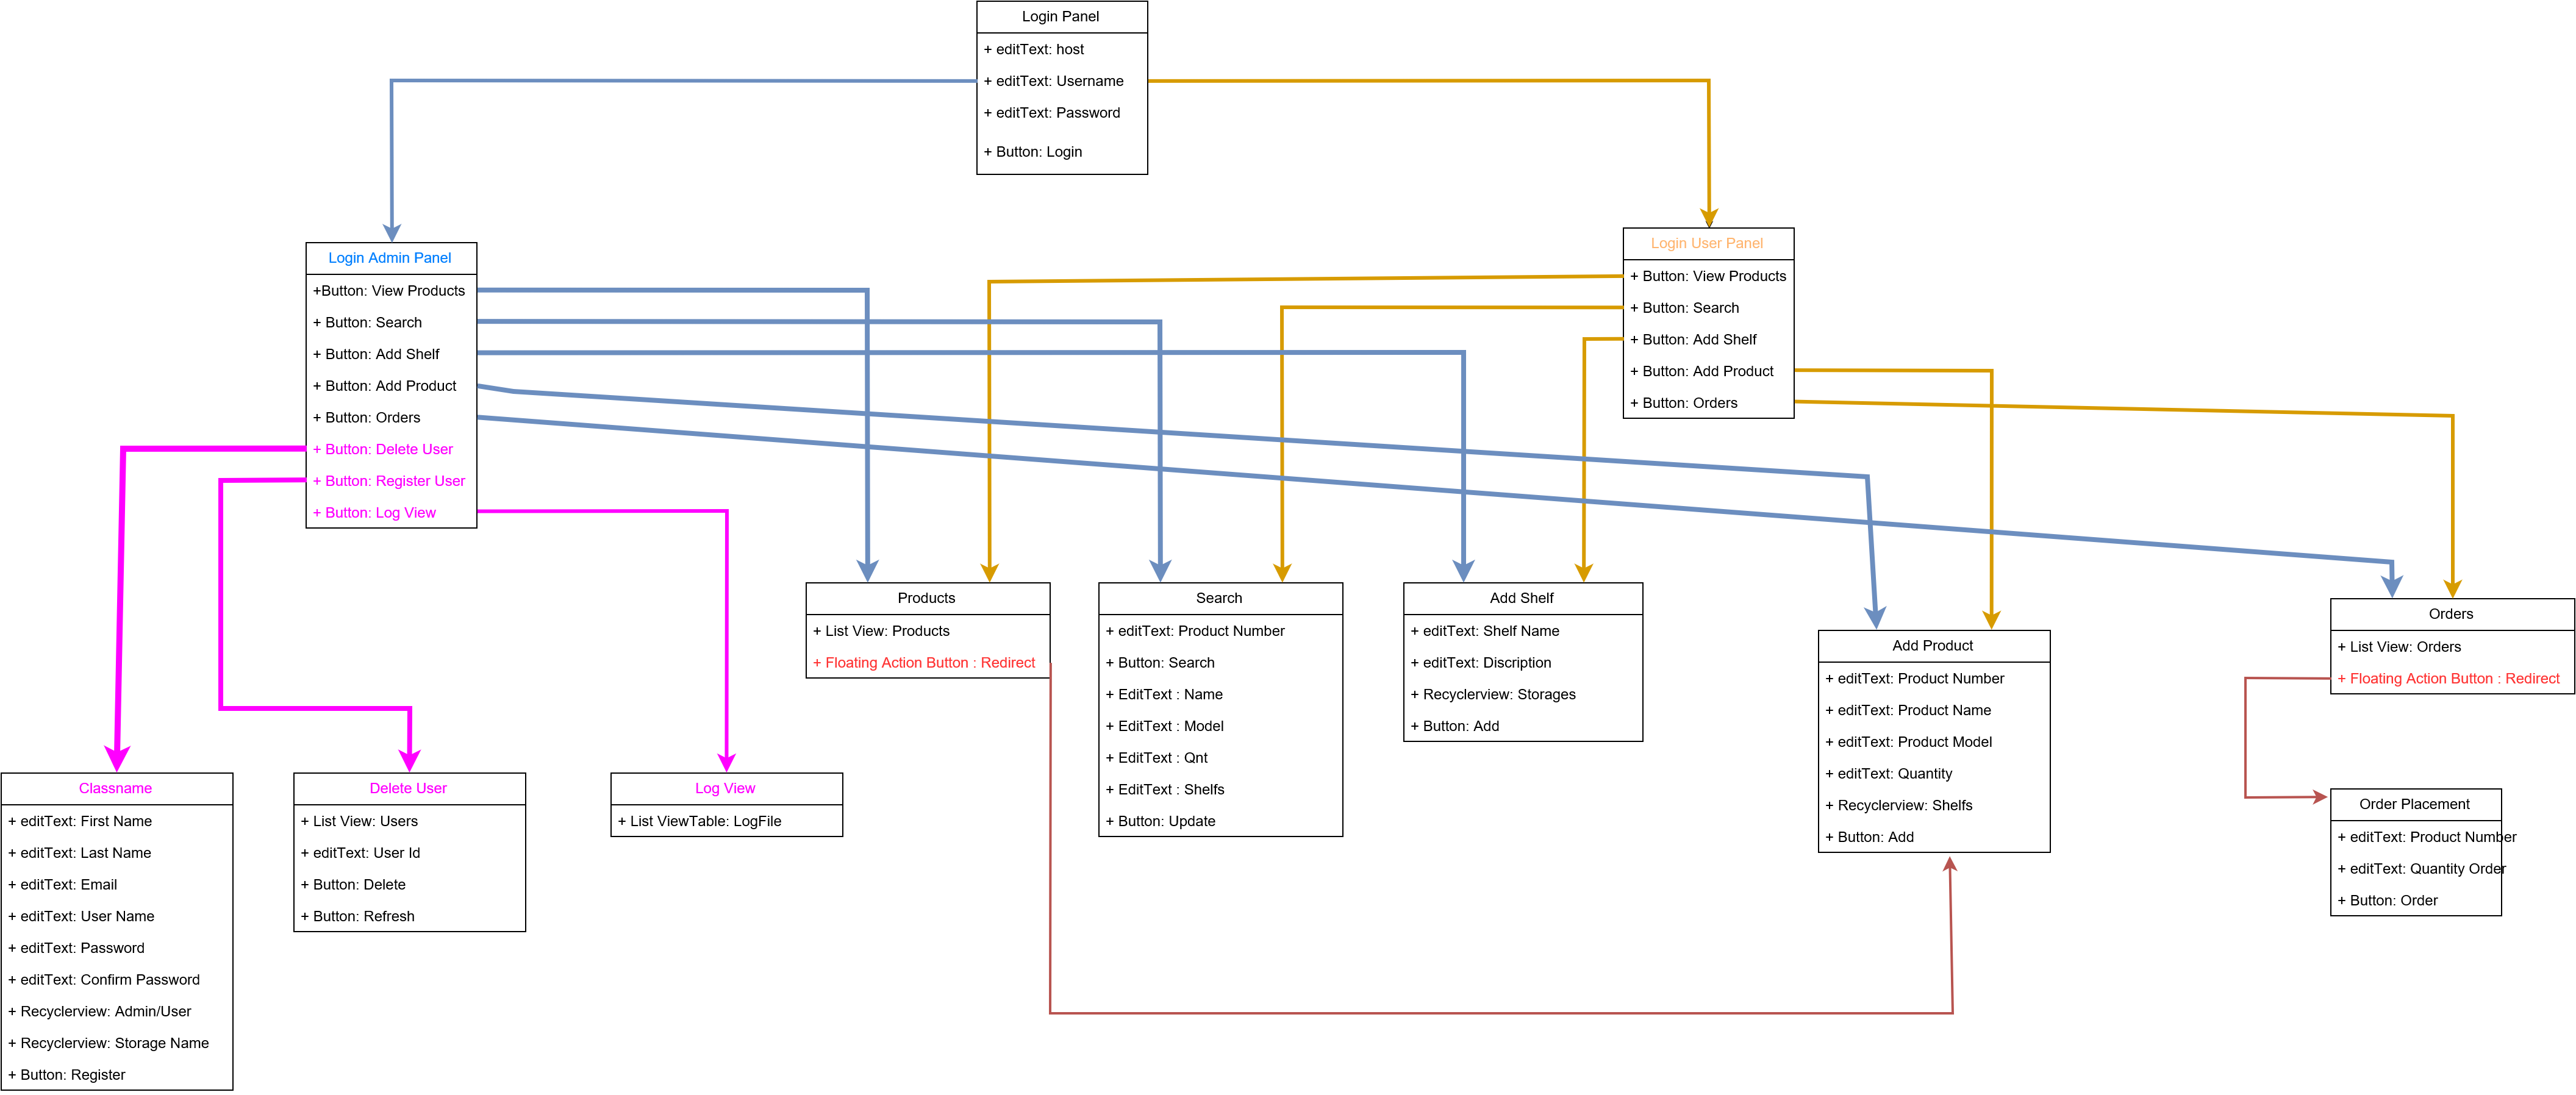 Login Panel
+ editText: host
+ editText: Username
+ editText: Password
+ Button: Login
Login Admin Panel
+Button: View Products
+ Button: Search
+ Button: Add Shelf
+ Button: Add Product
+ Button: Orders
+ Button: Delete User
+ Button: Register User
+ Button: Log View
Login User Panel
+ Button: View Products
+ Button: Search
+ Button: Add Shelf
+ Button: Add Product
+ Button: Orders
Products
+ List View: Products
+ Floating Action Button : Redirect
Search
+ editText: Product Number
+ Button: Search
+ EditText : Name
+ EditText : Model
+ EditText : Qnt
+ EditText : Shelfs
+ Button: Update
Add Shelf
+ editText: Shelf Name
+ editText: Discription
+ Recyclerview: Storages
+ Button: Add
Add Product
+ editText: Product Number
+ editText: Product Name
+ editText: Product Model
+ editText: Quantity
+ Recyclerview: Shelfs
+ Button: Add
Orders
+ List View: Orders
+ Floating Action Button : Redirect
Order Placement
+ editText: Product Number
+ editText: Quantity Order
+ Button: Order
Classname
+ editText: First Name
+ editText: Last Name
+ editText: Email
+ editText: User Name
+ editText: Password
+ editText: Confirm Password
+ Recyclerview: Admin/User
+ Recyclerview: Storage Name
+ Button: Register
Delete User
+ List View: Users
+ editText: User Id
+ Button: Delete
+ Button: Refresh
Log View
+ List ViewTable: LogFile